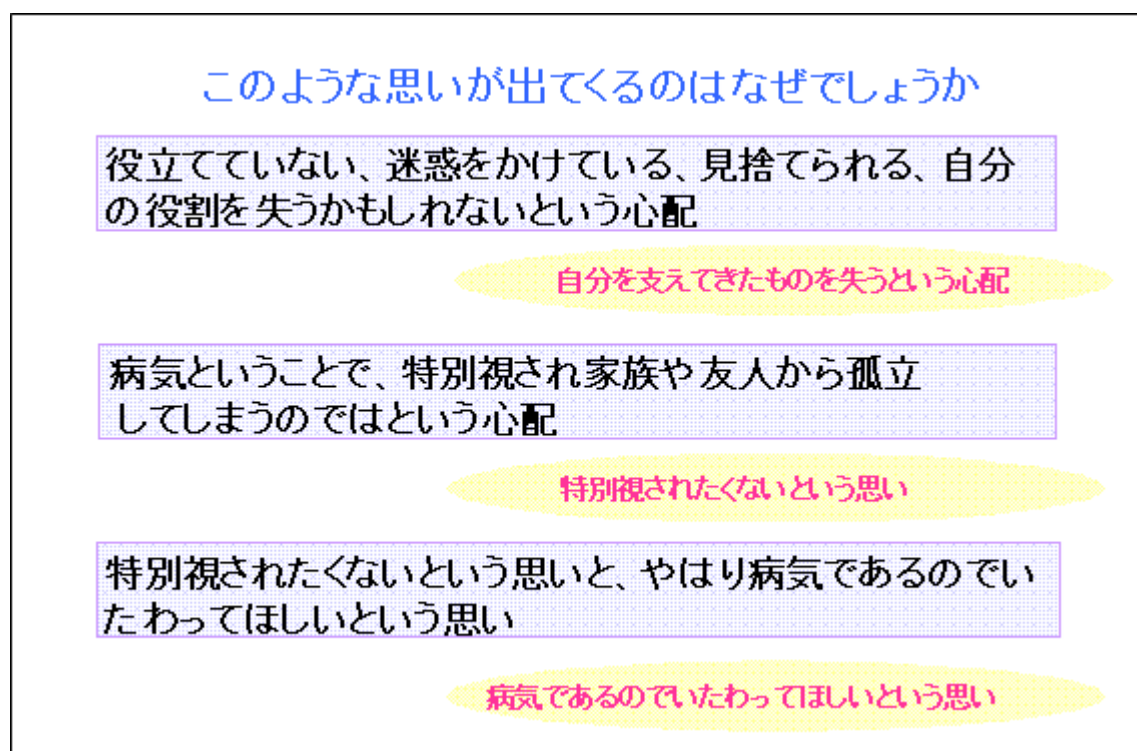 このような思いが出てくるのはなぜでしょうか
役立てていない、迷惑をかけている、見捨てられる、自分
の役割を失うかもしれないという心配
自分を支えてきたものを失うという心配
病気ということで、特別視され家族や友人から孤立
してしまうのではという心配
特別視されたくないという思い
特別視されたくないという思いと、やはり病気であるのでい
たわってほしいという思い
病気であるのでいたわってほしいという思い